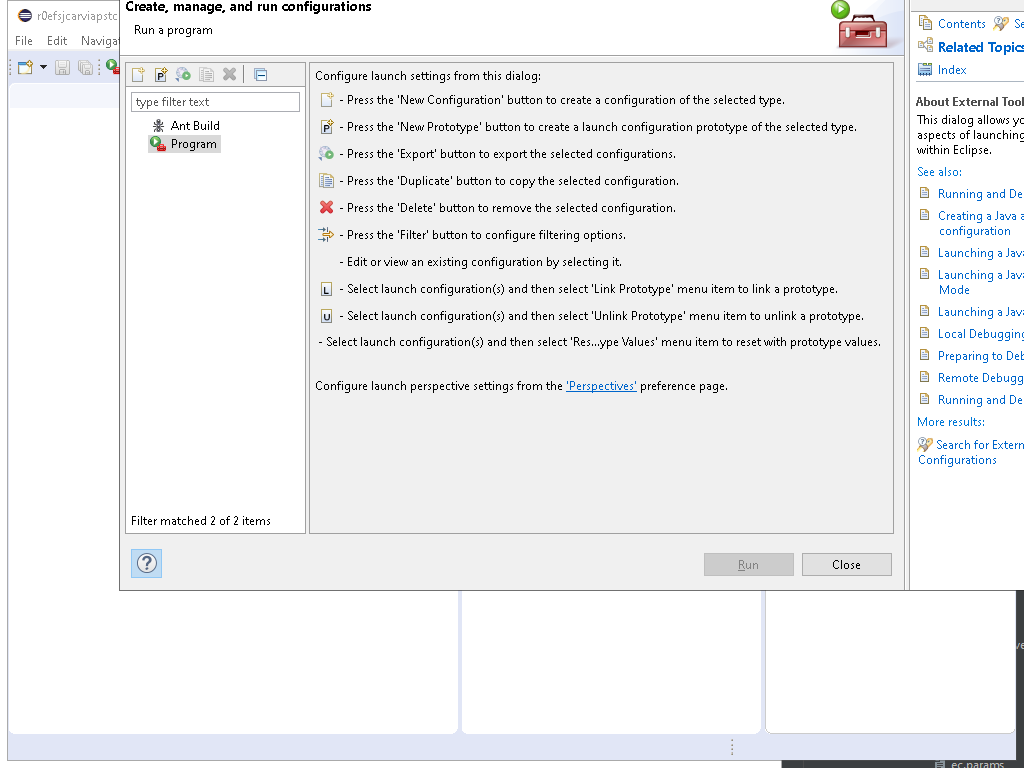 r0efsjcarviapstc
File Edit Navigat
Create, manage, and run configurations
Run a program
type filter text
Ant Build
Program
Filter matched 2 of 2 items
Configure launch settings from this dialog:
- Press the 'New Configuration' button to create a configuration of the selected type.
P - Press the 'New Prototype' button to create a launch configuration prototype of the selected type.
- Press the 'Export' button to export the selected configurations.
- Press the 'Duplicate' button to copy the selected configuration.
- Press the 'Delete' button to remove the selected configuration.
- Press the 'Filter' button to configure filtering options.
- Edit or view an existing configuration by selecting it.
L - Select launch configuration(s) and then select 'Link Prototype' menu item to link a prototype.
U - Select launch configuration(s) and then select 'Unlink Prototype' menu item to unlink a prototype.
- Select launch configuration(s) and then select 'Res...ype Values' menu item to reset with prototype values.
Configure launch perspective settings from the 'Perspectives' preference page.
? Run Close
Contents Se
Related Topics
Index
About External Tool
This dialog allows yo
aspects of launching
within Eclipse.
See also:
Running and De
Creating a Java a
configuration
Launching a Jav
Launching a Jav
Mode
Launching a Jav
Local Debugging
Preparing to Deb
Remote Debugg
Running and De
More results:
Search for Extern
Configurations
ec.params